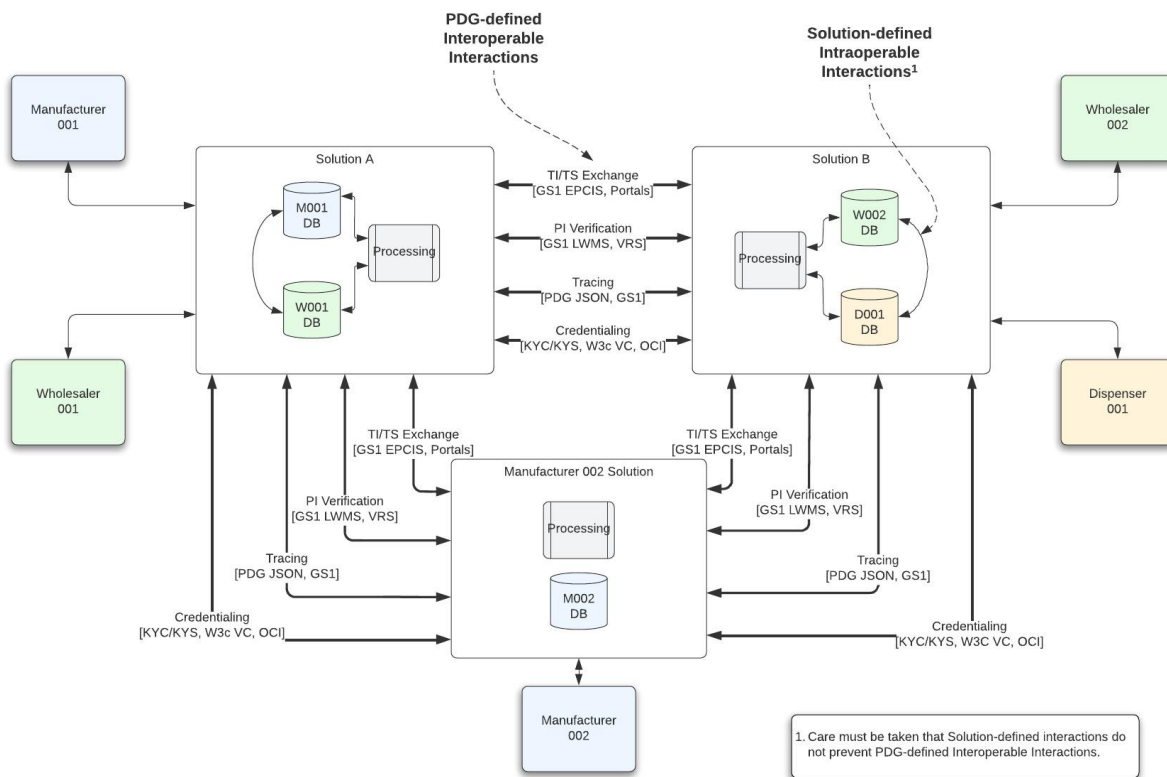 PDG-defined
Interoperable
Interactions
Solution-defined
Intraoperable
Interactions¹
Manufacturer
001
Wholesaler
002
Solution A
Solution B
M001
DB
Processing
W001
DB
TI/TS Exchange
[GS1 EPCIS, Portals]
PI Verification
[GS1 LWMS, VRS]
Tracing
[PDG JSON, GS1]
Credentialing
[KYC/KYS, W3c VC, OCI]
W002
DB
Processing
D001
DB
Wholesaler
001
Dispenser
001
TI/TS Exchange
[GS1 EPCIS, Portals]
PI Verification
[GS1 LWMS, VRS]
Tracing
[PDG JSON, GS1]
Credentialing
[KYC/KYS, W3c VC, OCI]
Manufacturer 002 Solution
Processing
M002
DB
TI/TS Exchange
[GS1 EPCIS, Portals]
PI Verification
[GS1 LWMS, VRS]
Tracing
[PDG JSON, GS1]
Credentialing
[KYC/KYS, W3C VC, OCI]
Manufacturer
002
1. Care must be taken that Solution-defined interactions do
not prevent PDG-defined Interoperable Interactions.